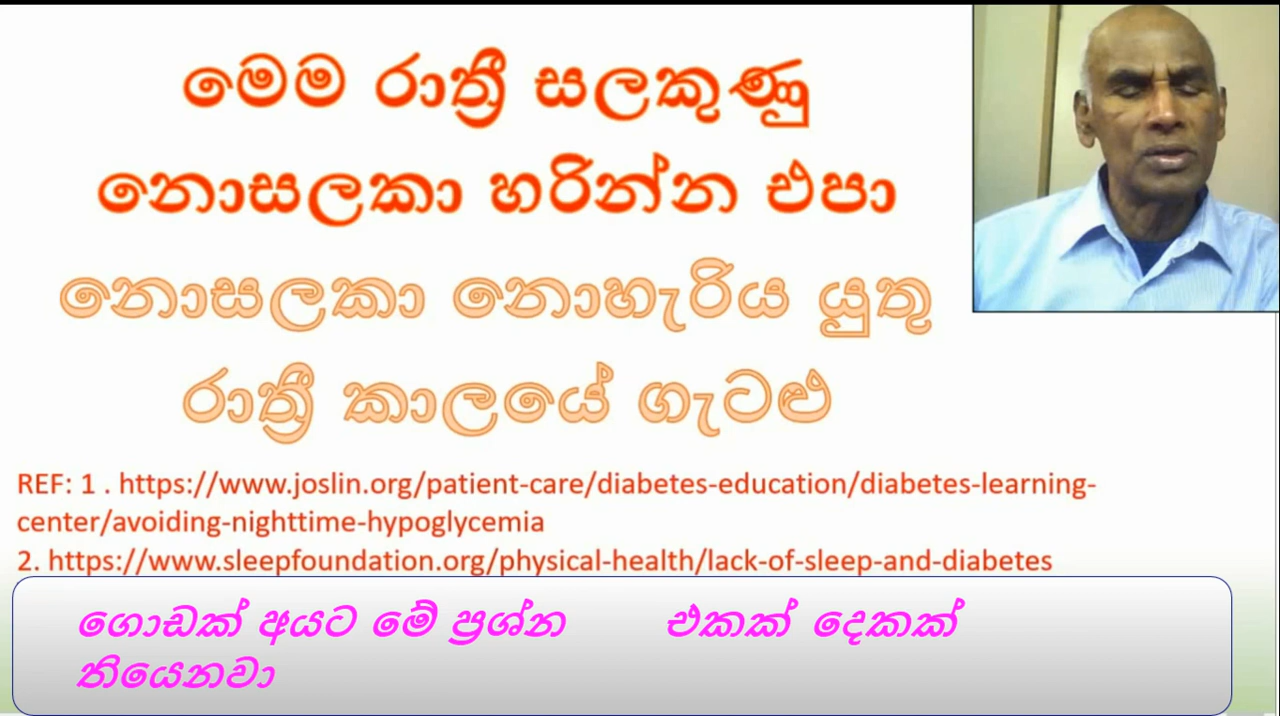 මෙම රාත්‍රී සලකුණු
නොසලකා හරින්න එපා
නොසලකා නොහැරිය යුතු
රාත්‍රී කාලයේ ගැටළු
REF: 1 . https://www.joslin.org/patient-care/diabetes-education/diabetes-learning-
center/avoiding-nighttime-hypoglycemia
2. https://www.sleepfoundation.org/physical-health/lack-of-sleep-and-diabetes
ගොඩක් අයට මේ ප්‍රශ්න එකක් දෙකක්
තියෙනවා